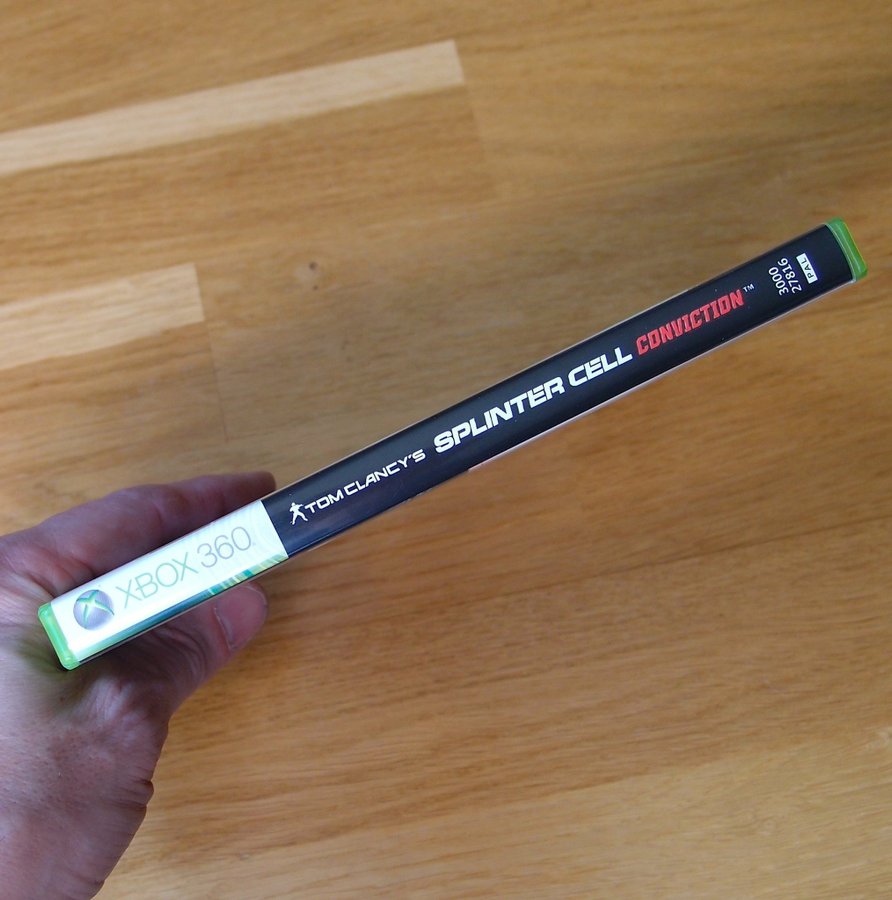 XBOX 360
TOM CLANCY'S SPLINTER CELL CONVICTION™
3000
27816
PAL